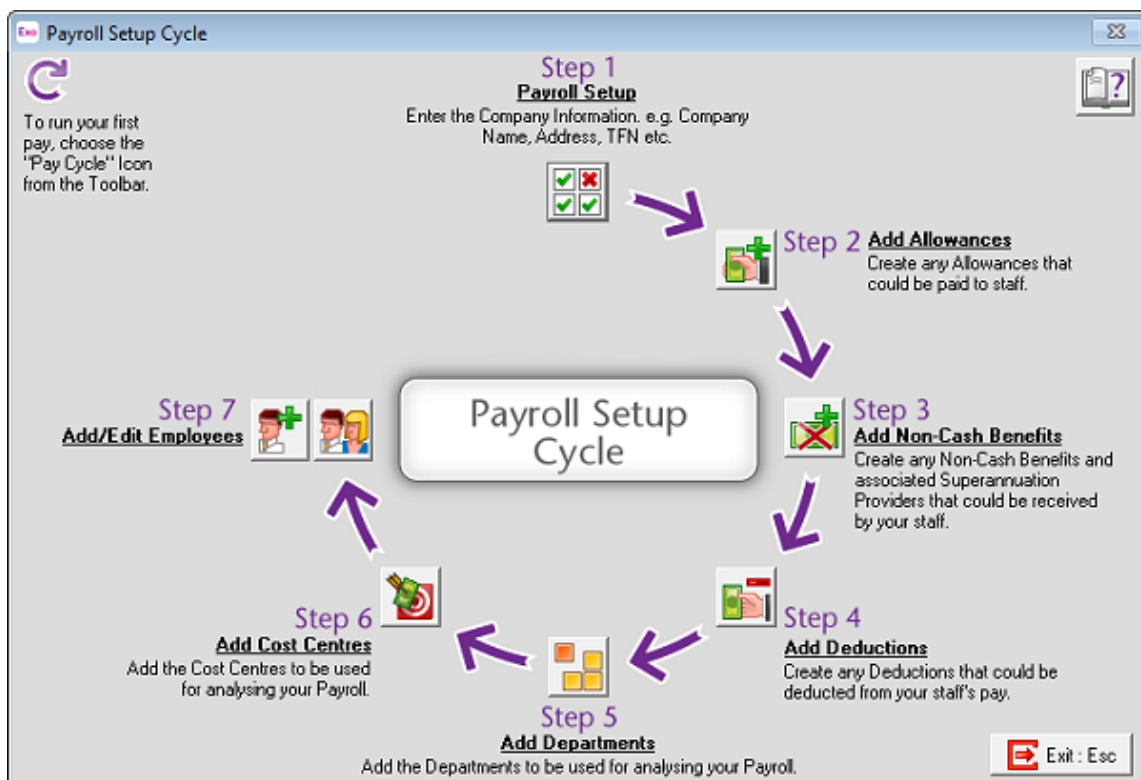 Exo Payroll Setup Cycle
To run your first
pay, choose the
"Pay Cycle" Icon
from the Toolbar.
Step 1
Payroll Setup
Enter the Company Information. e.g. Company
Name, Address, TFN etc.
Step 2 Add Allowances
Create any Allowances that
could be paid to staff.
Step 3
Add Non-Cash Benefits
Create any Non-Cash Benefits and
associated Superannuation
Providers that could be received
by your staff.
Step 4
Add Deductions
Create any Deductions that could be
deducted from your staff's pay.
Step 5
Add Departments
Add the Departments to be used for analysing your Payroll.
Step 6
Add Cost Centres
Add the Cost Centres to be used
for analysing your Payroll.
Step 7
Add/Edit Employees
Payroll Setup
Cycle
?
Exit : Esc